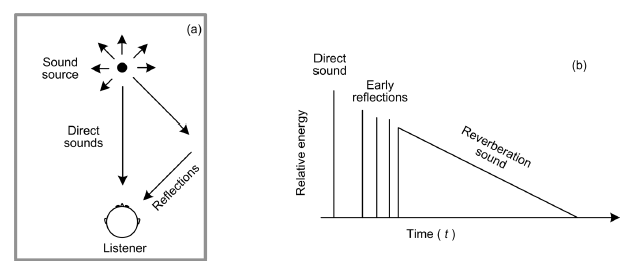 (a)
Sound
source
Direct
sounds
Reflections
Listener
(b)
Direct
sound
Early
reflections
Reverberation
sound
Relative energy
Time ( t )